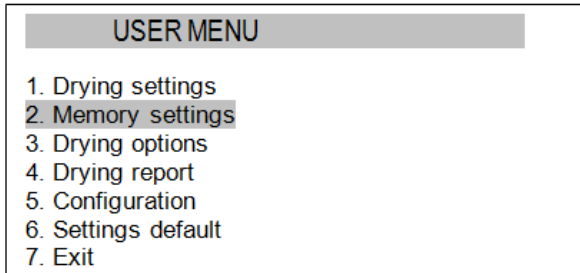 USER MENU
1. Drying settings
2. Memory settings
3. Drying options
4. Drying report
5. Configuration
6. Settings default
7. Exit